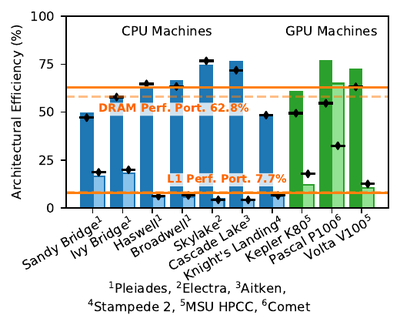 CPU Machines GPU Machines
Architectural Efficiency (%)
100
75
50
25
0
DRAM Perf. Port. 62.8%
L1 Perf. Port. 7.7%
Sandy Bridge¹
Ivy Bridge¹
Haswell¹
Broadwell¹
Skylake²
Cascade Lake³
Knight's Landing⁴
Kepler K80⁵
Pascal P100⁶
Volta V100⁵
¹Pleiades, ²Electra, ³Aitken,
⁴Stampede 2, ⁵MSU HPCC, ⁶Comet